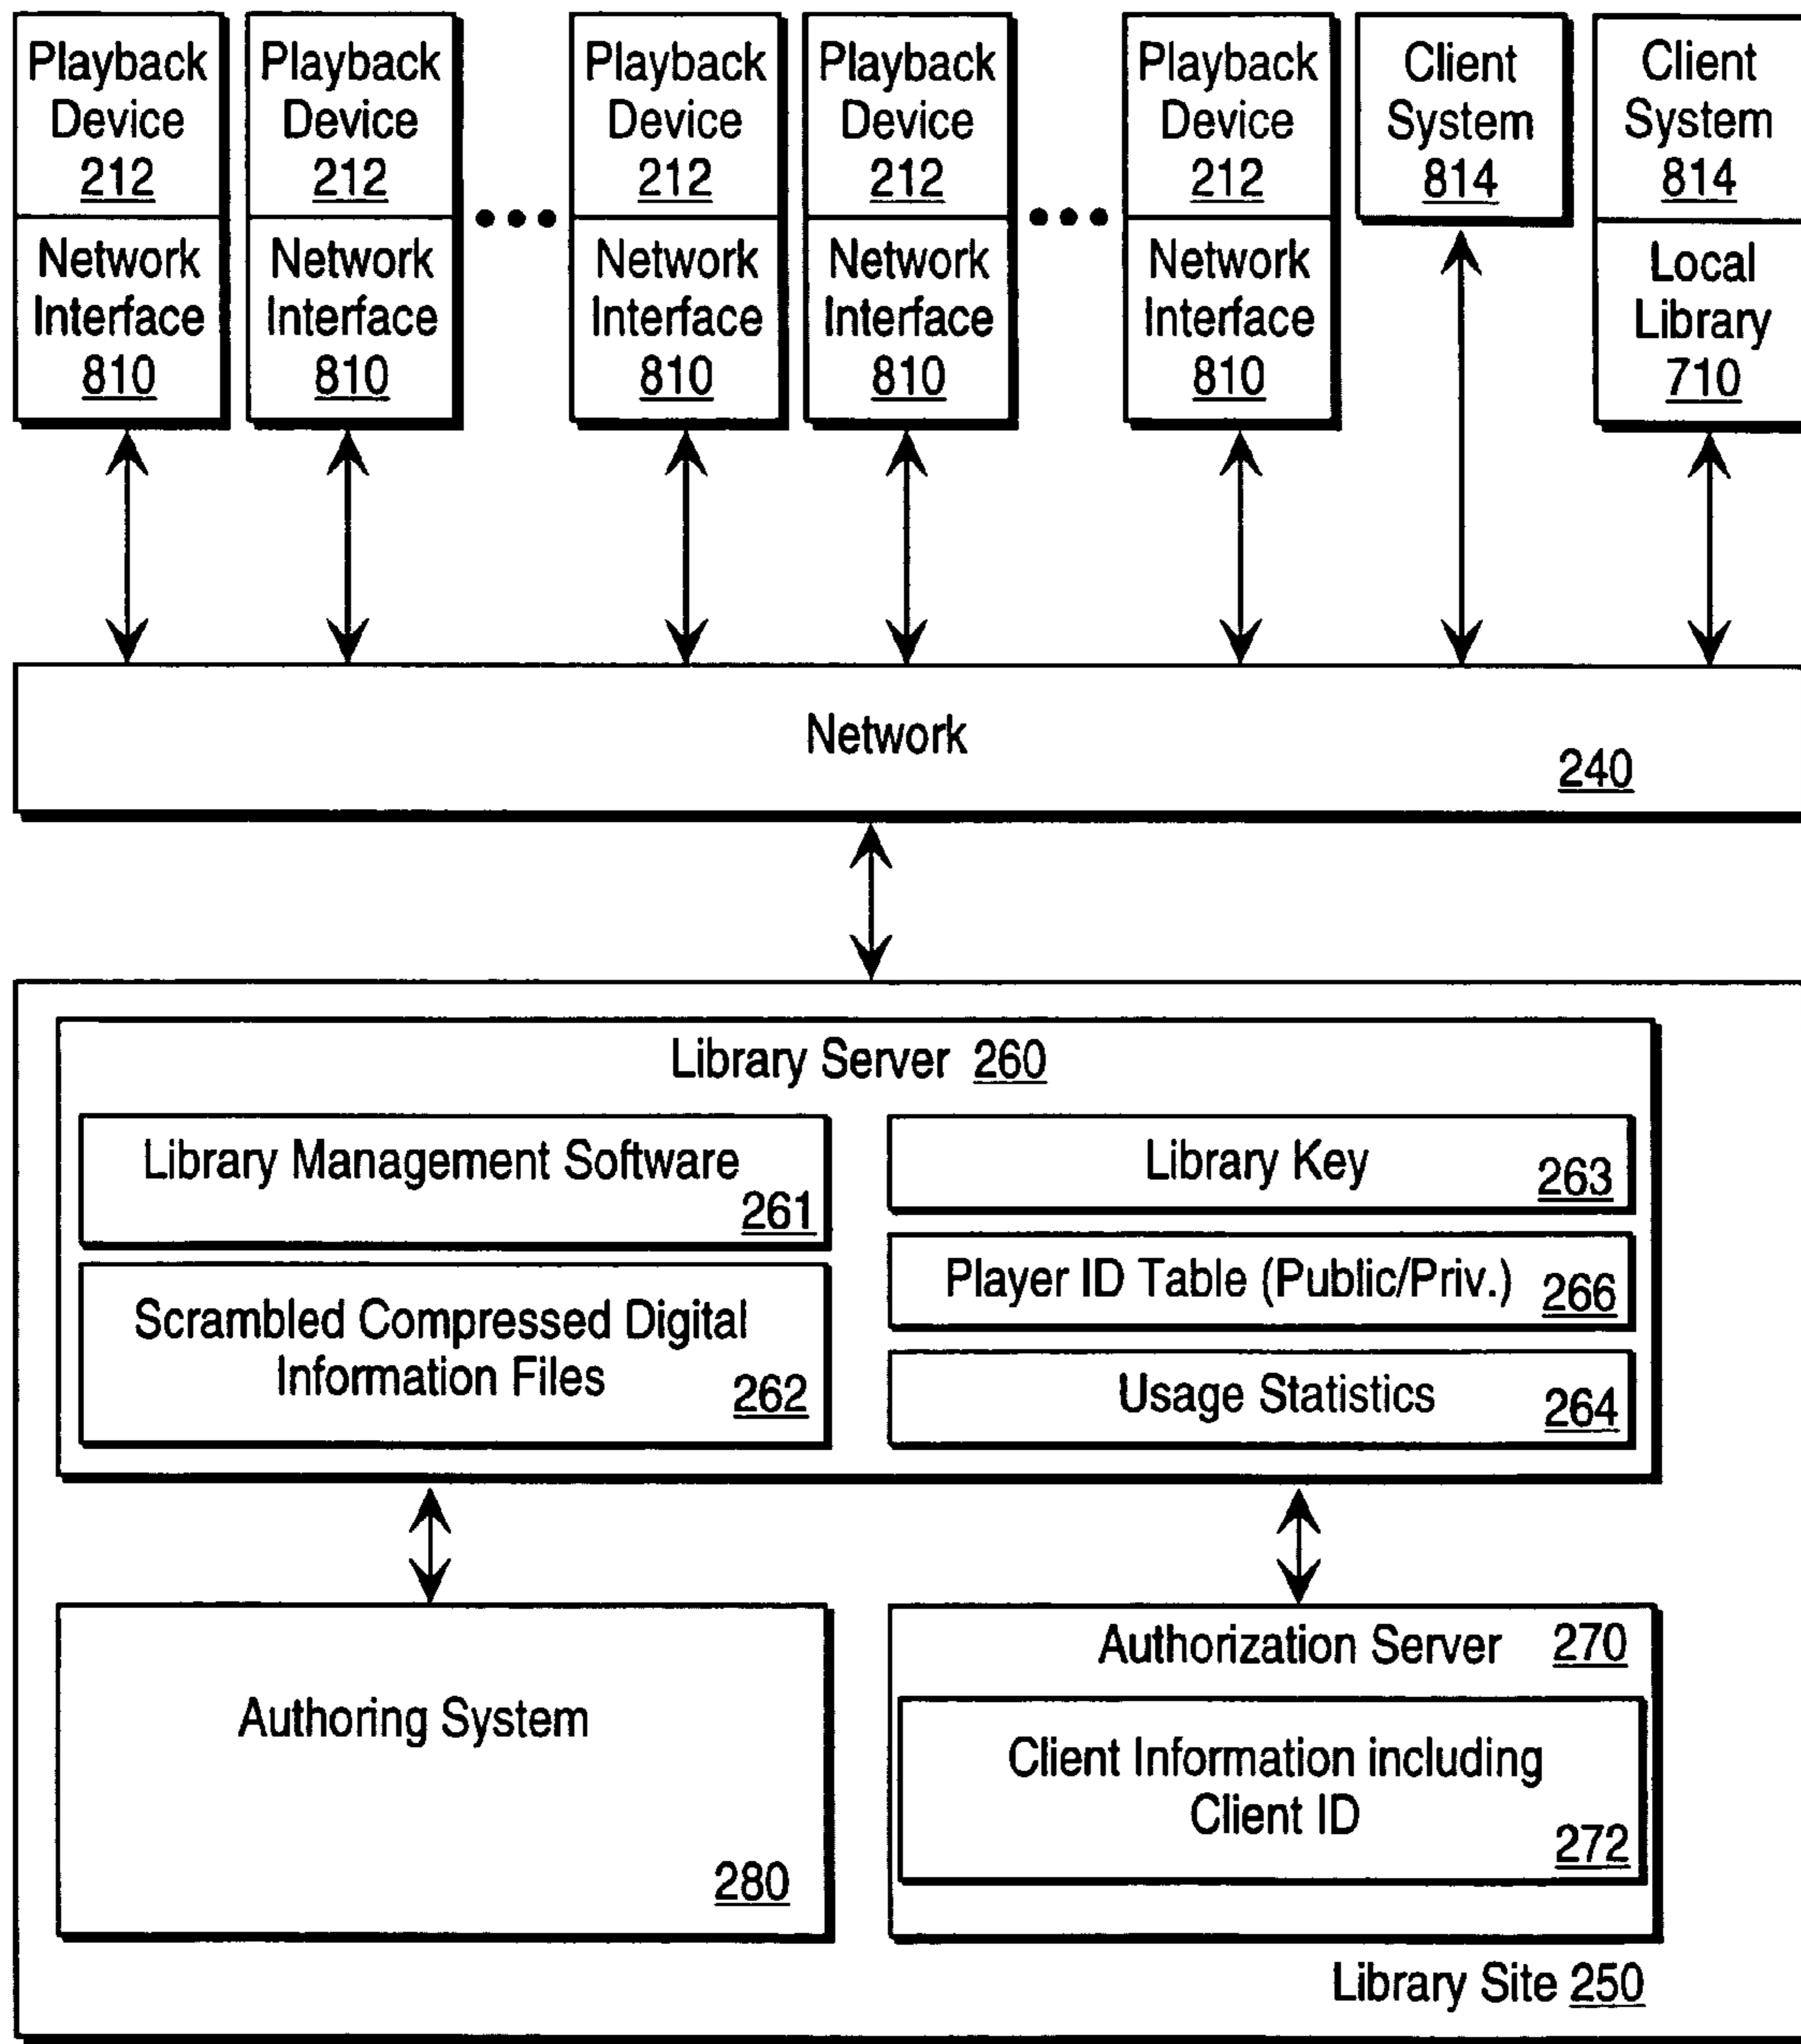 Playback
Device
212
Network
Interface
810
Playback
Device
212
Network
Interface
810
Playback
Device
212
Network
Interface
810
Playback
Device
212
Network
Interface
810
Playback
Device
212
Network
Interface
810
Client
System
814
Client
System
814
Local
Library
710
Network
240
Library Server 260
Library Management Software
261
Scrambled Compressed Digital
Information Files
262
Library Key
263
Player ID Table (Public/Priv.)
266
Usage Statistics
264
Authoring System
280
Authorization Server 270
Client Information including
Client ID
272
Library Site 250